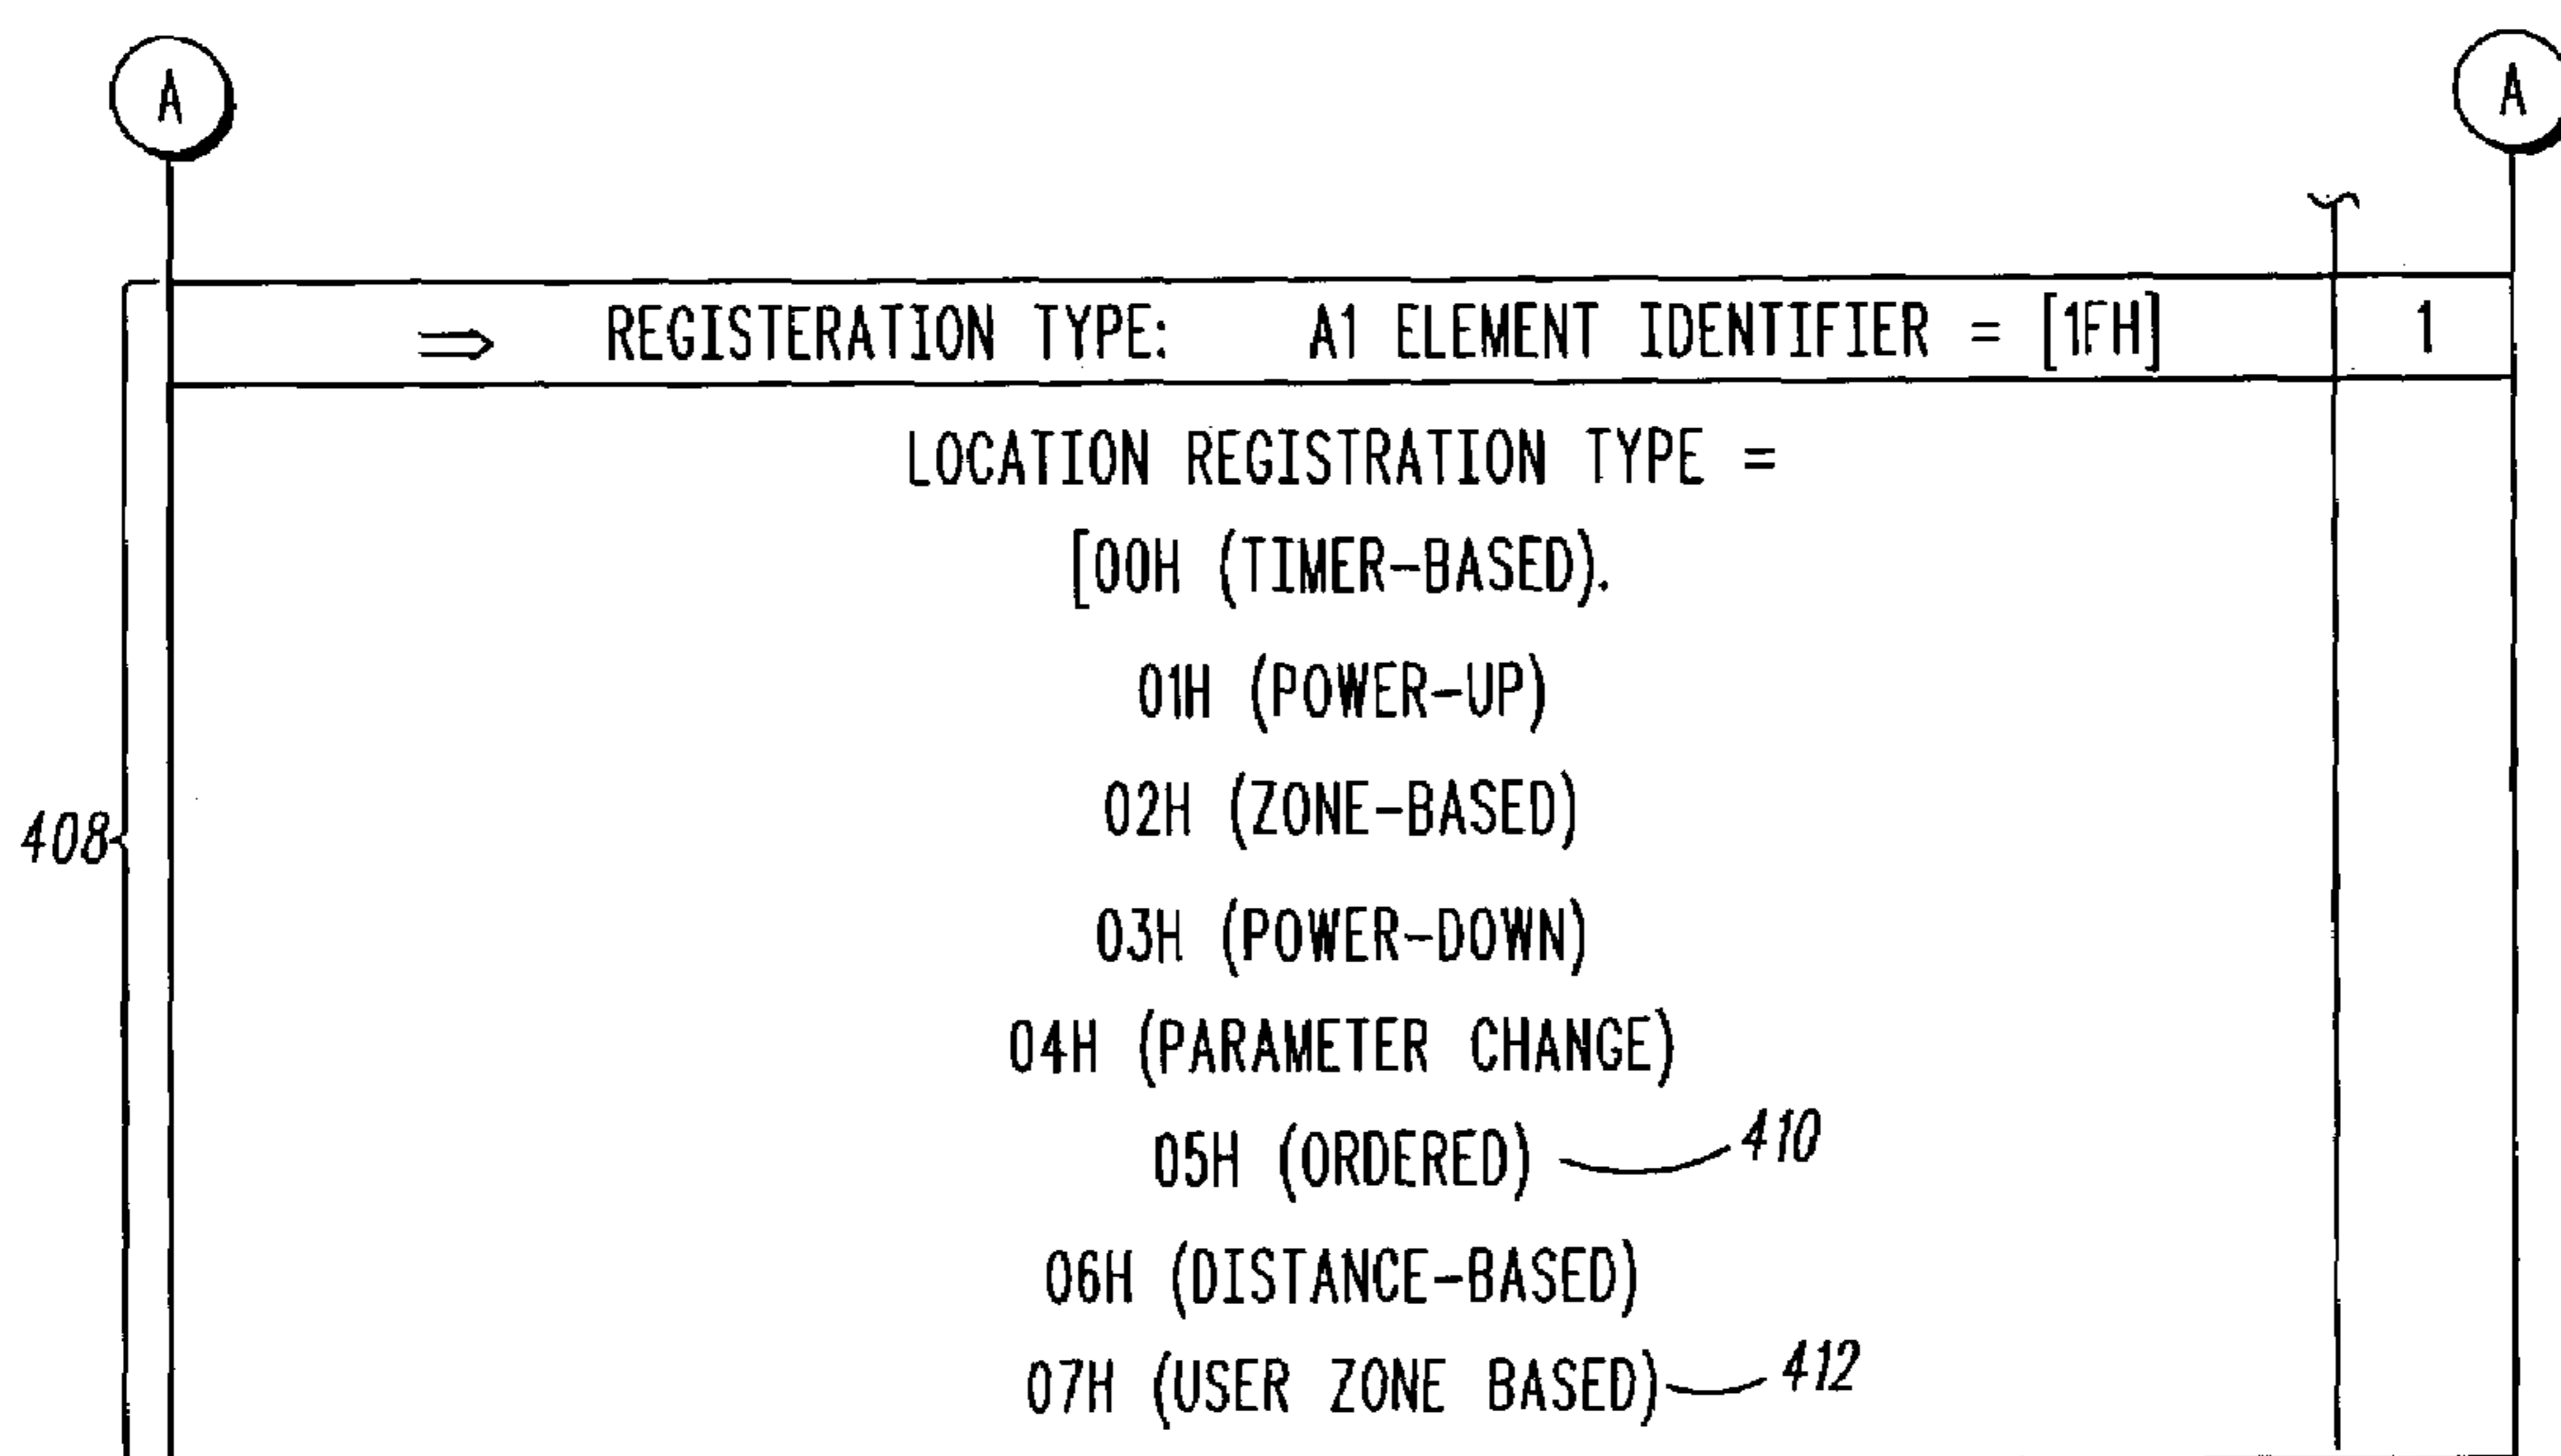 A A
⇒ REGISTERATION TYPE: A1 ELEMENT IDENTIFIER = [1FH] 1
LOCATION REGISTRATION TYPE =
[00H (TIMER-BASED).
01H (POWER-UP)
02H (ZONE-BASED)
408
03H (POWER-DOWN)
04H (PARAMETER CHANGE)
05H (ORDERED) 410
06H (DISTANCE-BASED)
07H (USER ZONE BASED) 412